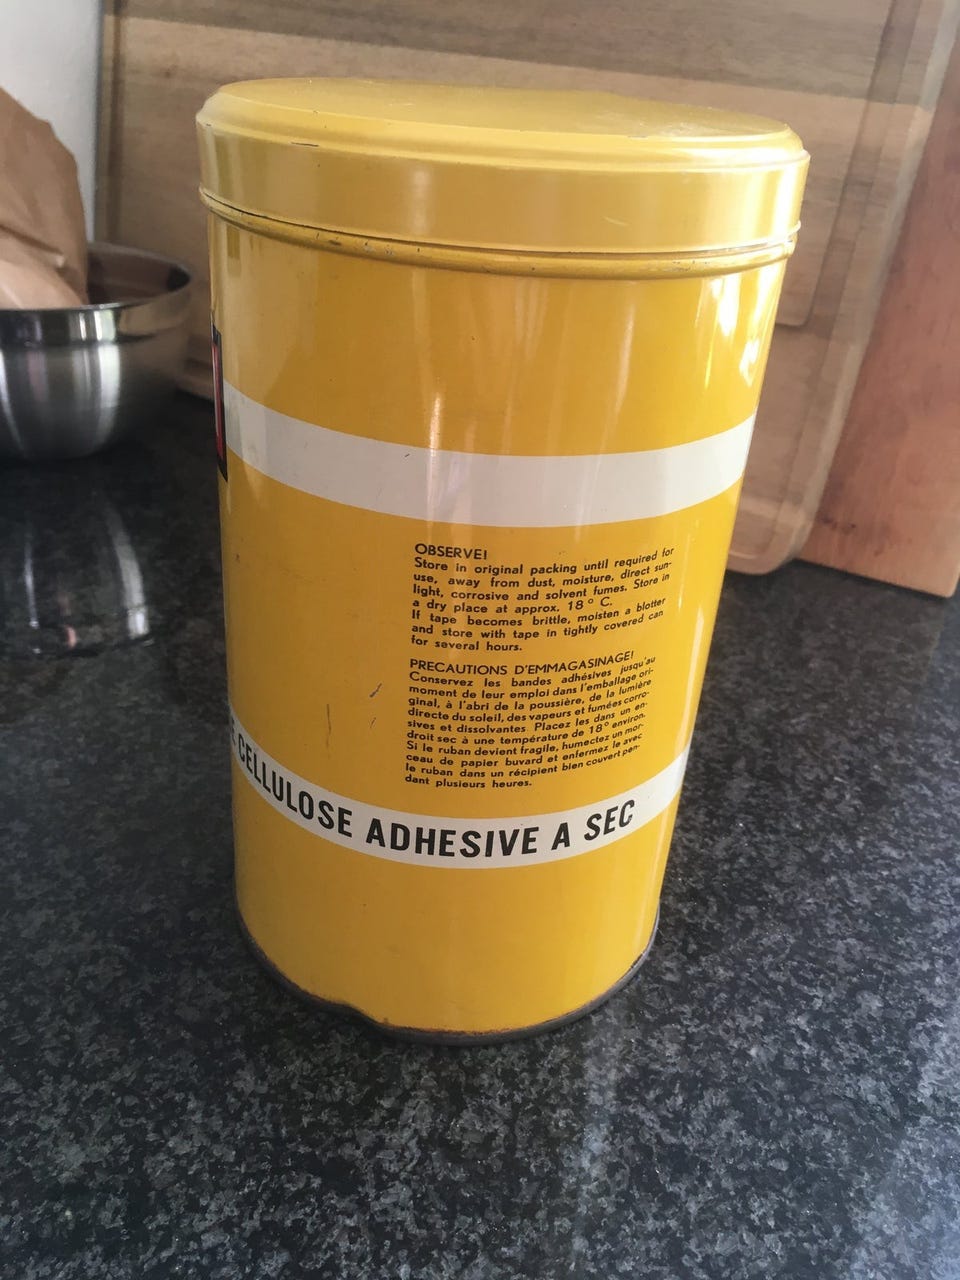 OBSERVE!
Store in original packing until required for
use, away from dust, moisture, direct sun-
light, corrosive and solvent fumes. Store in
a dry place at approx. 18° C.
If tape becomes brittle, moisten a blotter
and store with tape in tightly covered can
for several hours.
PRECAUTIONS D'EMMAGASINAGE!
Conservez les bandes adhésives jusqu'au
moment de leur emploi dans l'emballage ori-
ginal, à l'abri de la poussière, de la lumière
directe du soleil, des vapeurs et fumées corro-
sives et dissolvantes. Placez les dans un en-
droit sec à une température de 18° environ.
Si le ruban devient fragile, humectez un mor-
ceau de papier buvard et enfermez le avec
le ruban dans un récipient bien couvert pen-
dant plusieurs heures.
E CELLULOSE ADHESIVE A SEC